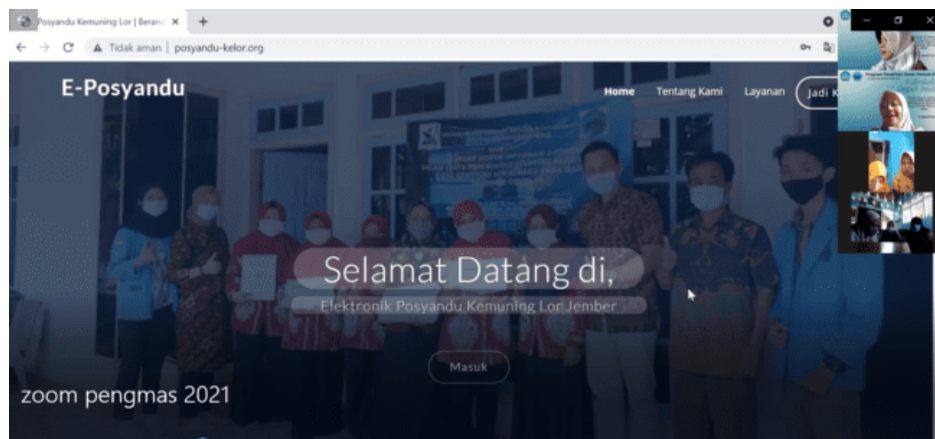 Posyandu Kemuning Lor | Beran
Tidak aman | posyandu-kelor.org
E-Posyandu
Home Tentang Kami Layanan Jadi K
Selamat Datang di,
Elektronik Posyandu Kemuning Lor Jember
Masuk
zoom pengmas 2021